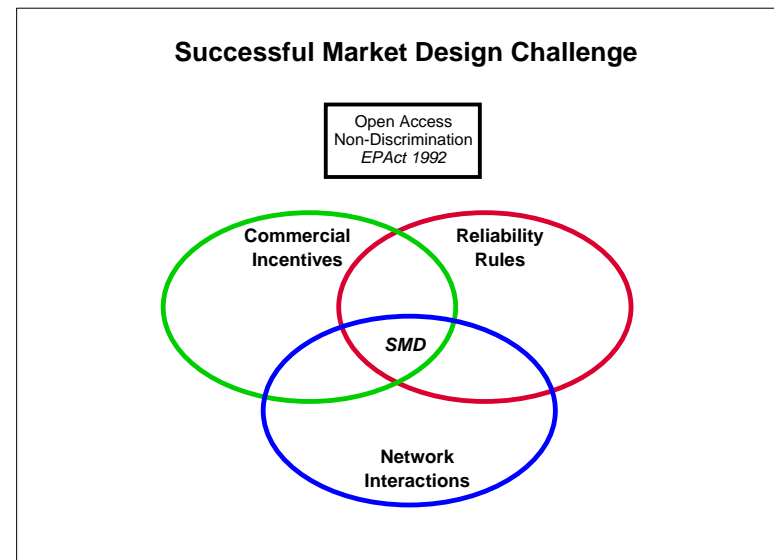 Successful Market Design Challenge
Open Access
Non-Discrimination
EPAct 1992
Commercial
Incentives
Reliability
Rules
SMD
Network
Interactions